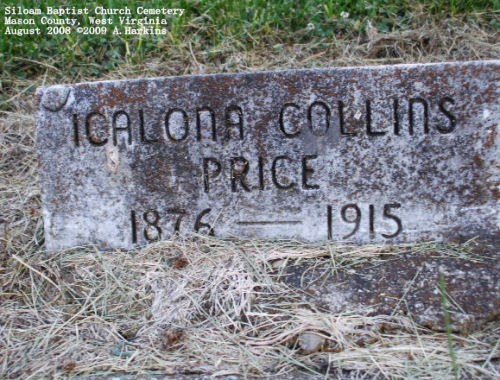 Siloam Baptist Church Cemetery
Mason County, West Virginia
August 2008 ©2009 A.Harkins
ICALONA COLLINS
PRICE
1876 — 1915